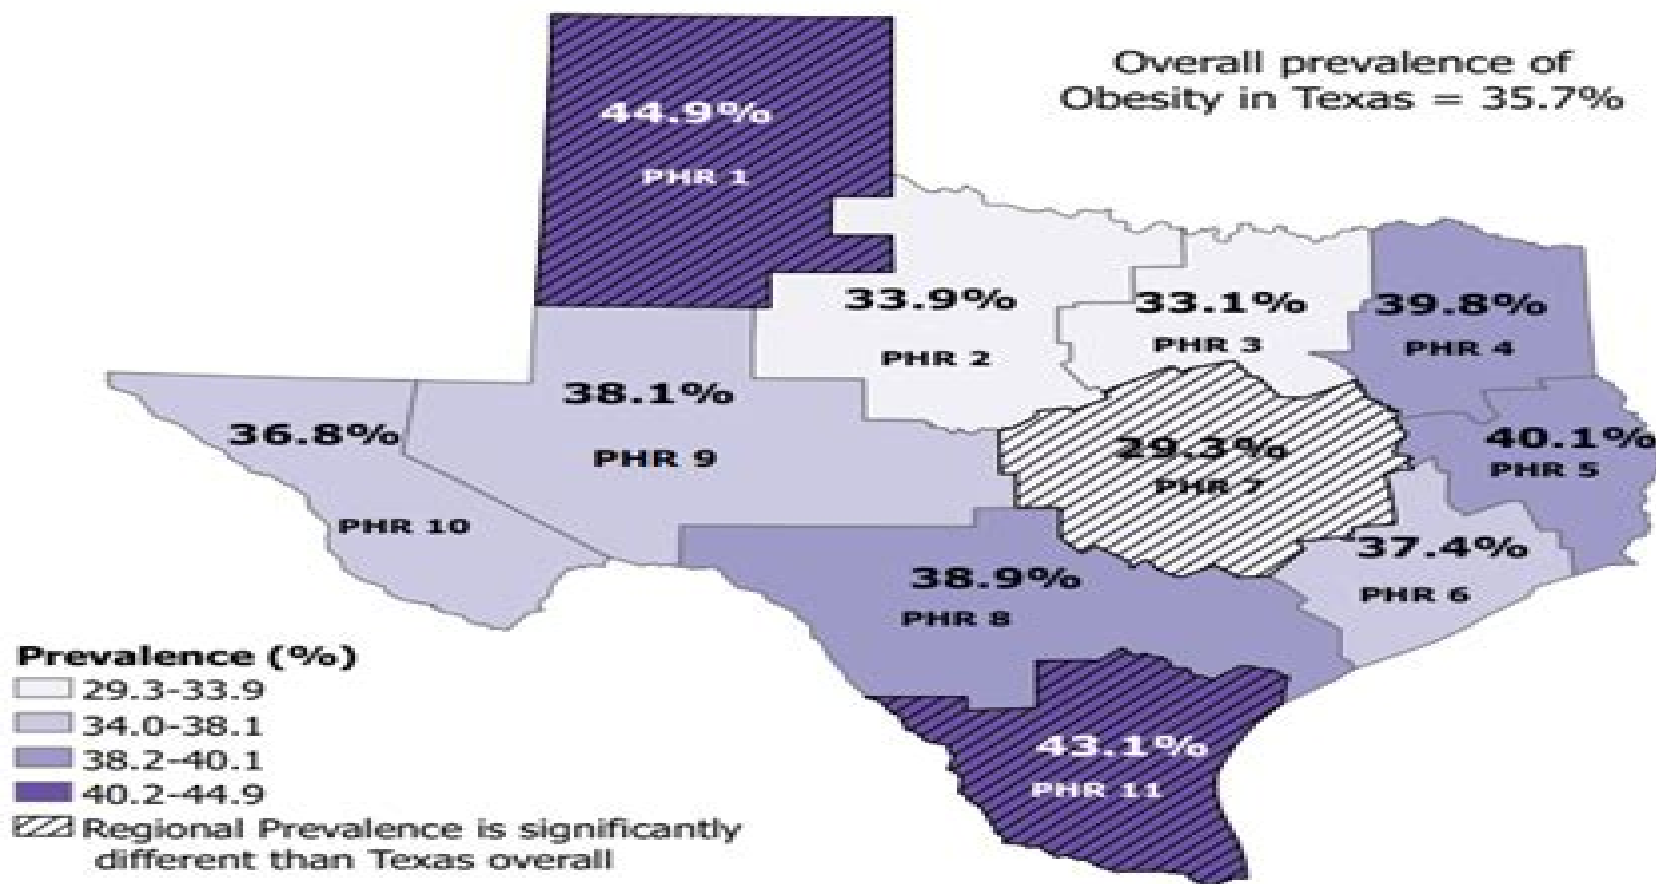 Overall prevalence of
Obesity in Texas = 35.7%
44.9%
PHR 1
33.9%
PHR 2
33.1%
PHR 3
39.8%
PHR 4
38.1%
PHR 9
36.8%
PHR 10
29.3%
PHR 7
40.1%
PHR 5
37.4%
PHR 6
38.9%
PHR 8
43.1%
PHR 11
Prevalence (%)
29.3-33.9
34.0-38.1
38.2-40.1
40.2-44.9
Regional Prevalence is significantly
different than Texas overall